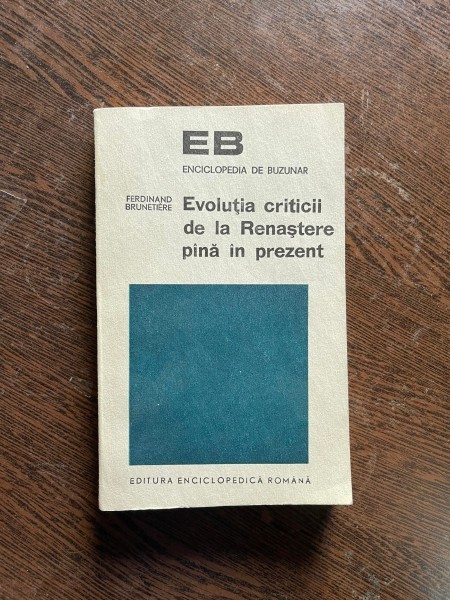 EB
ENCICLOPEDIA DE BUZUNAR
FERDINAND
BRUNETIÈRE
Evoluția criticii
de la Renaștere
pînă în prezent
EDITURA ENCICLOPEDICĂ ROMÂNĂ